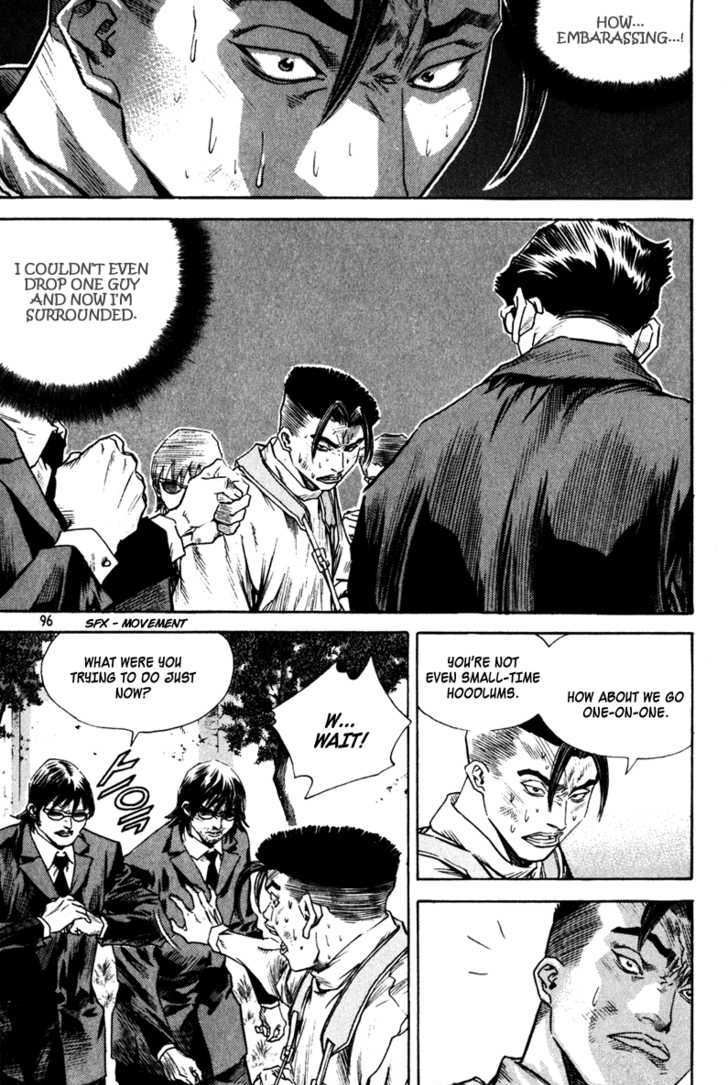 HOW...
EMBARASSING...!
I COULDN'T EVEN
DROP ONE GUY
AND NOW I'M
SURROUNDED.
96
SFX - MOVEMENT
WHAT WERE YOU
TRYING TO DO JUST
NOW?
W...
WAIT!
YOU'RE NOT
EVEN SMALL-TIME
HOODLUMS.
HOW ABOUT WE GO
ONE-ON-ONE.